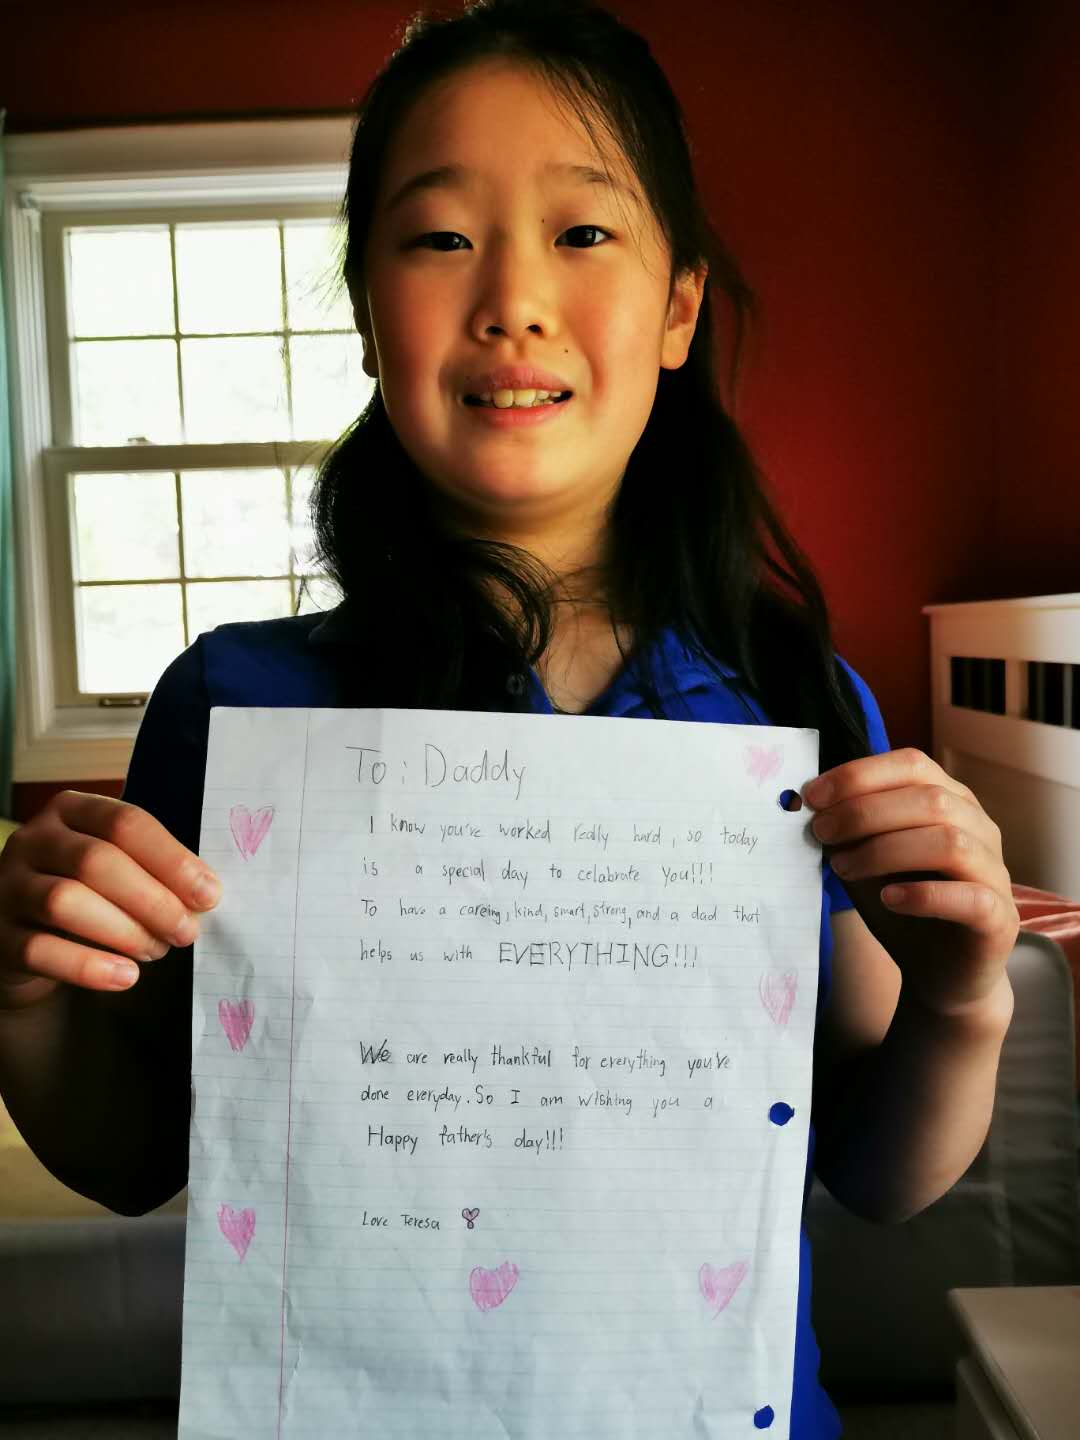 To: Daddy
I know you've worked really hard, so today
is a special day to celabrate you!!!
To have a careing, kind, smart, strong, and a dad that
helps us with EVERYTHING!!!
We are really thankful for everything you've
done everyday. So I am wishing you a
Happy father's day!!!
Love Teresa